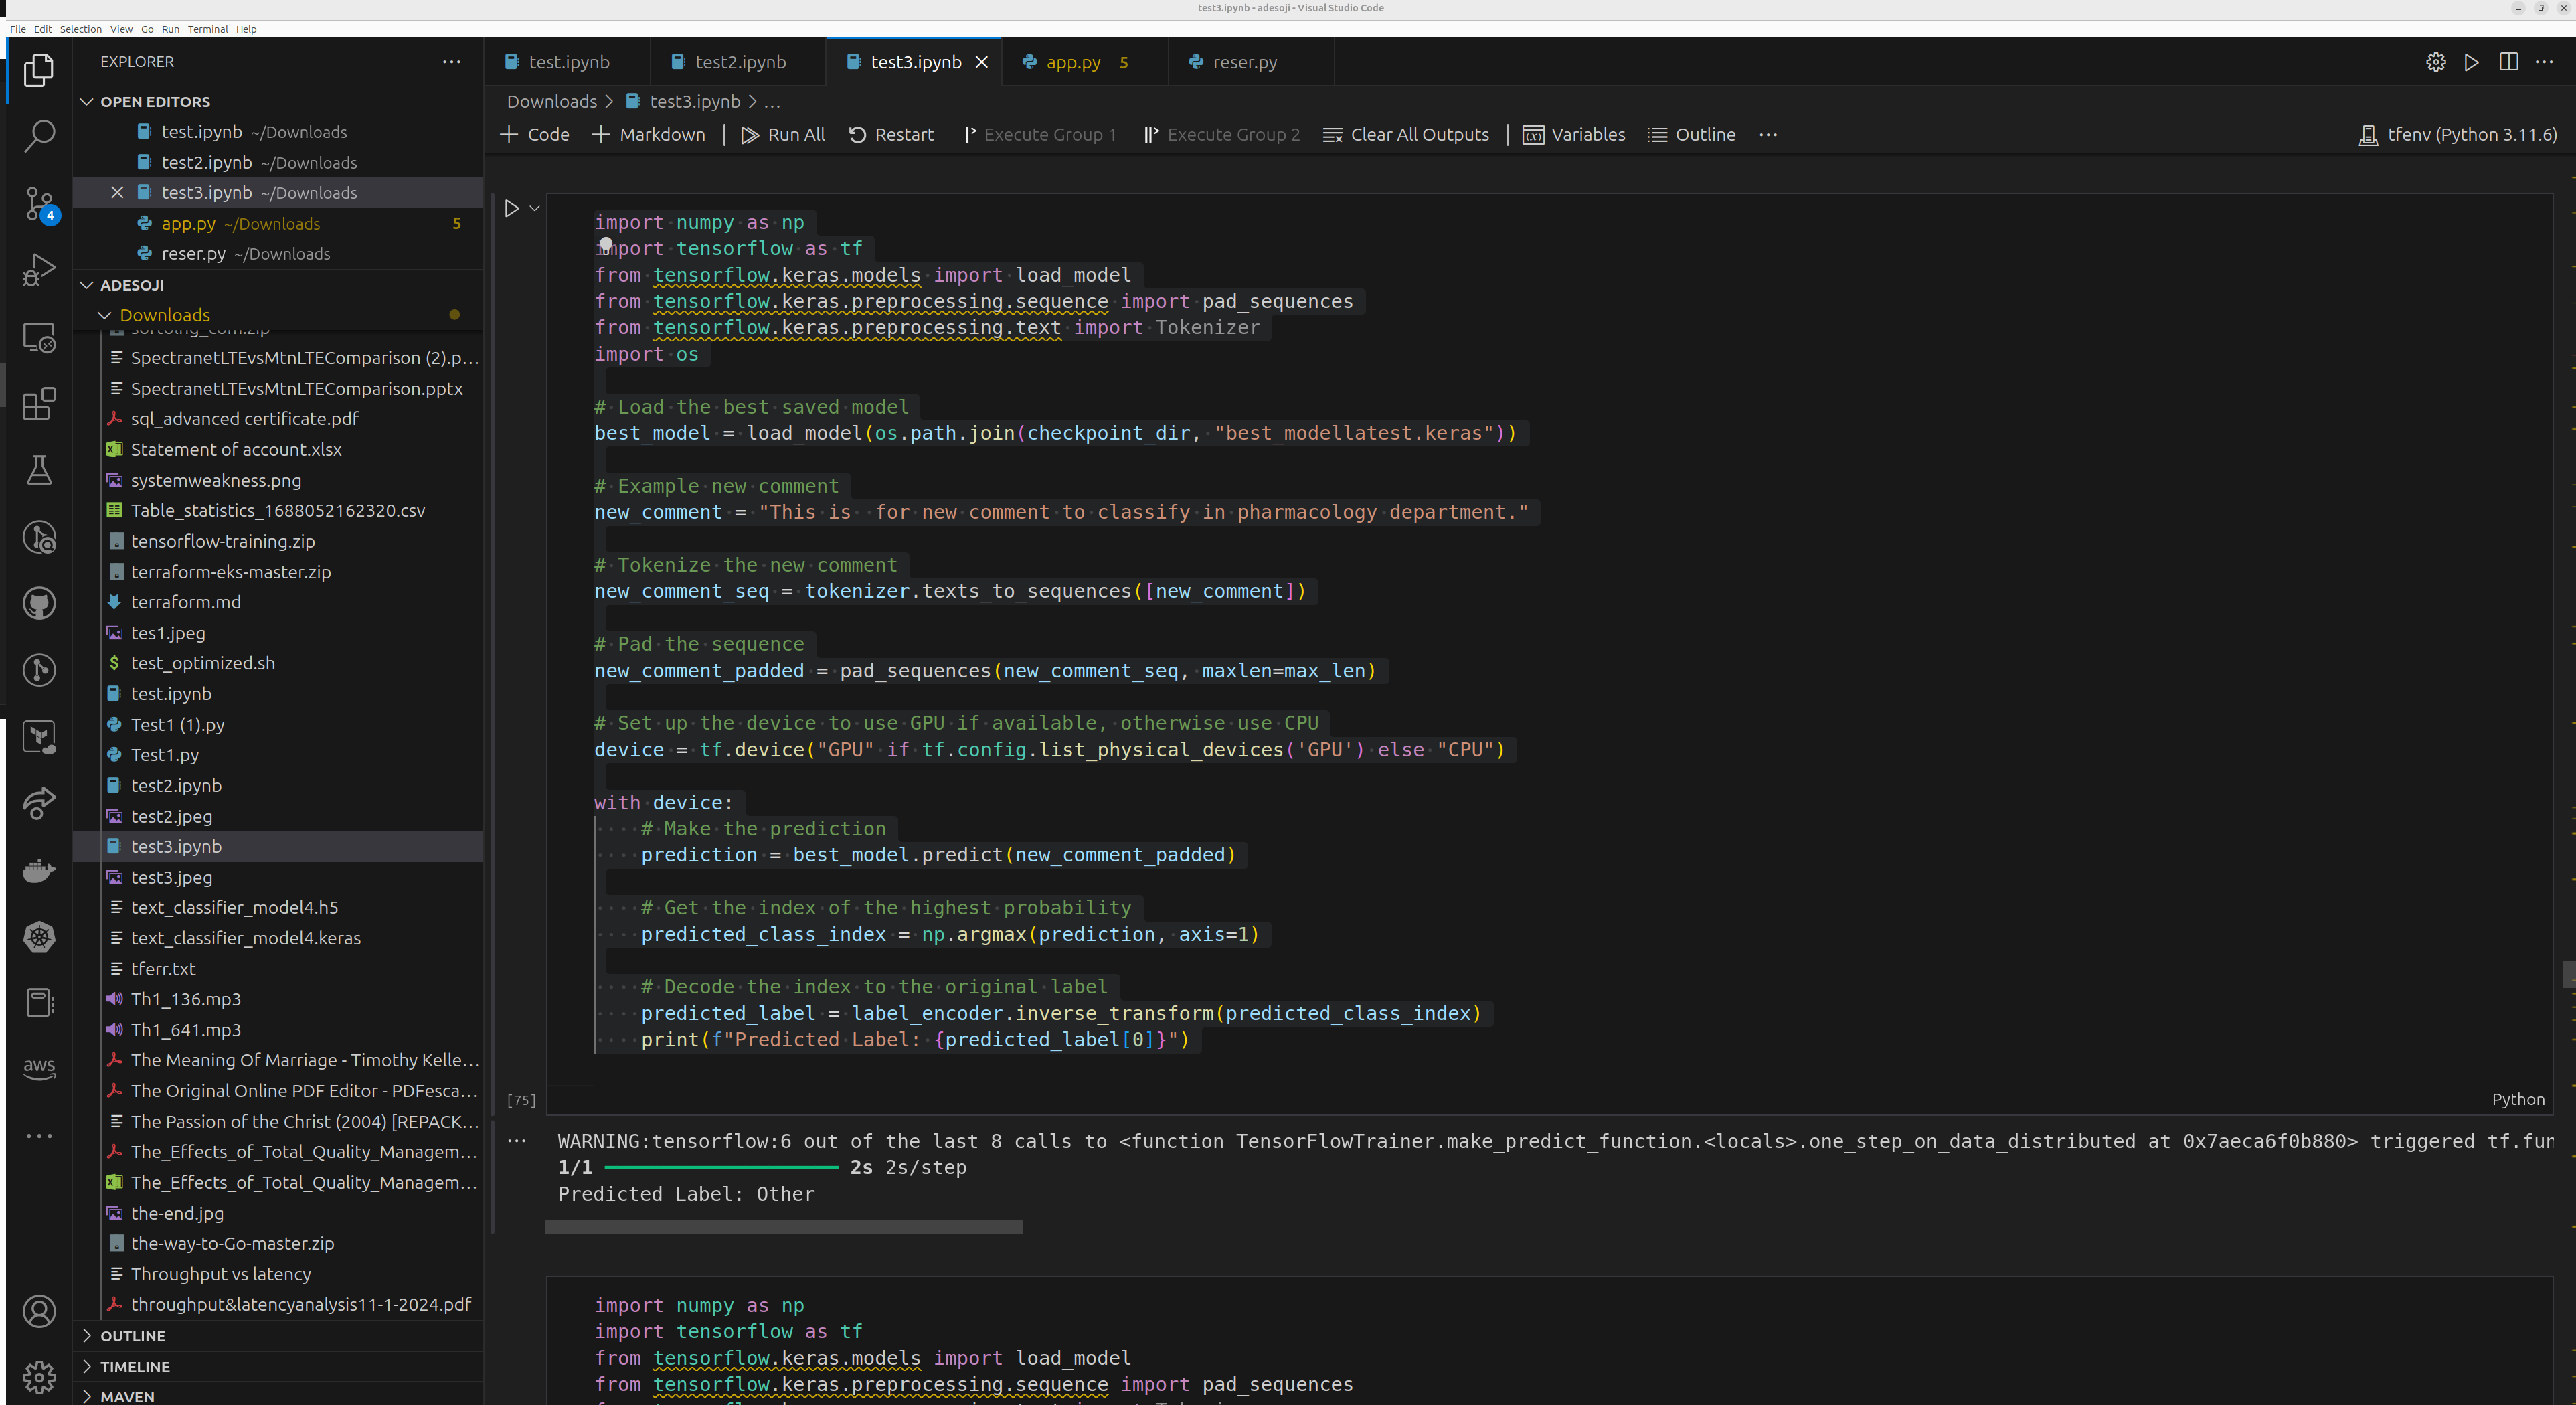 test3.ipynb - adesoji - Visual Studio Code
File Edit Selection View Go Run Terminal Help
EXPLORER
OPEN EDITORS
test.ipynb ~/Downloads
test2.ipynb ~/Downloads
test3.ipynb ~/Downloads
app.py ~/Downloads 5
reser.py ~/Downloads
4
ADESOJI
Downloads
SpectranetLTEvsMtnLTEComparison (2).p...
SpectranetLTEvsMtnLTEComparison.pptx
sql_advanced certificate.pdf
Statement of account.xlsx
systemweakness.png
Table_statistics_1688052162320.csv
tensorflow-training.zip
terraform-eks-master.zip
terraform.md
tes1.jpeg
test_optimized.sh
test.ipynb
Test1 (1).py
Test1.py
test2.ipynb
test2.jpeg
test3.ipynb
test3.jpeg
text_classifier_model4.h5
text_classifier_model4.keras
tferr.txt
Th1_136.mp3
Th1_641.mp3
The Meaning Of Marriage - Timothy Kelle...
The Original Online PDF Editor - PDFesca...
The Passion of the Christ (2004) [REPACK...
The_Effects_of_Total_Quality_Managem...
The_Effects_of_Total_Quality_Managem...
the-end.jpg
the-way-to-Go-master.zip
Throughput vs latency
throughput&latencyanalysis11-1-2024.pdf
OUTLINE
TIMELINE
MAVEN
aws
test.ipynb test2.ipynb test3.ipynb app.py 5 reser.py
Downloads > test3.ipynb > ...
Code Markdown Run All Restart Execute Group 1 Execute Group 2 Clear All Outputs Variables Outline ... tfenv (Python 3.11.6)
import numpy as np
import tensorflow as tf
from tensorflow.keras.models import load_model
from tensorflow.keras.preprocessing.sequence import pad_sequences
from tensorflow.keras.preprocessing.text import Tokenizer
import os
# Load the best saved model
best_model = load_model(os.path.join(checkpoint_dir, "best_modellatest.keras"))
# Example new comment
new_comment = "This is  for new comment to classify in pharmacology department."
# Tokenize the new comment
new_comment_seq = tokenizer.texts_to_sequences([new_comment])
# Pad the sequence
new_comment_padded = pad_sequences(new_comment_seq, maxlen=max_len)
# Set up the device to use GPU if available, otherwise use CPU
device = tf.device("GPU" if tf.config.list_physical_devices('GPU') else "CPU")
with device:
# Make the prediction
prediction = best_model.predict(new_comment_padded)
# Get the index of the highest probability
predicted_class_index = np.argmax(prediction, axis=1)
# Decode the index to the original label
predicted_label = label_encoder.inverse_transform(predicted_class_index)
print(f"Predicted Label: {predicted_label[0]}")
[75]
Python
WARNING:tensorflow:6 out of the last 8 calls to <function TensorFlowTrainer.make_predict_function.<locals>.one_step_on_data_distributed at 0x7aeca6f0b880> triggered tf.fun
1/1 2s 2s/step
Predicted Label: Other
import numpy as np
import tensorflow as tf
from tensorflow.keras.models import load_model
from tensorflow.keras.preprocessing.sequence import pad_sequences